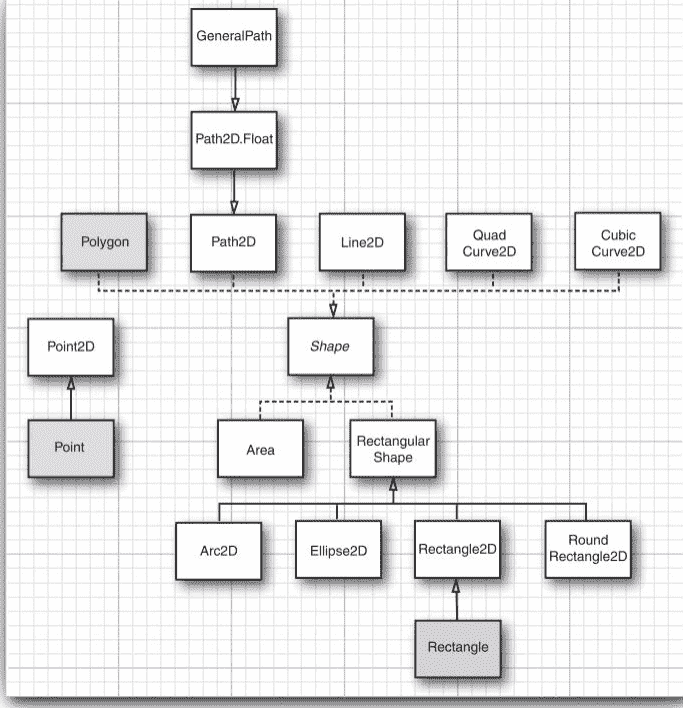 GeneralPath
Path2D.Float
Polygon
Path2D
Line2D
Quad
Curve2D
Cubic
Curve2D
Point2D
Shape
Point
Area
Rectangular
Shape
Arc2D
Ellipse2D
Rectangle2D
Round
Rectangle2D
Rectangle